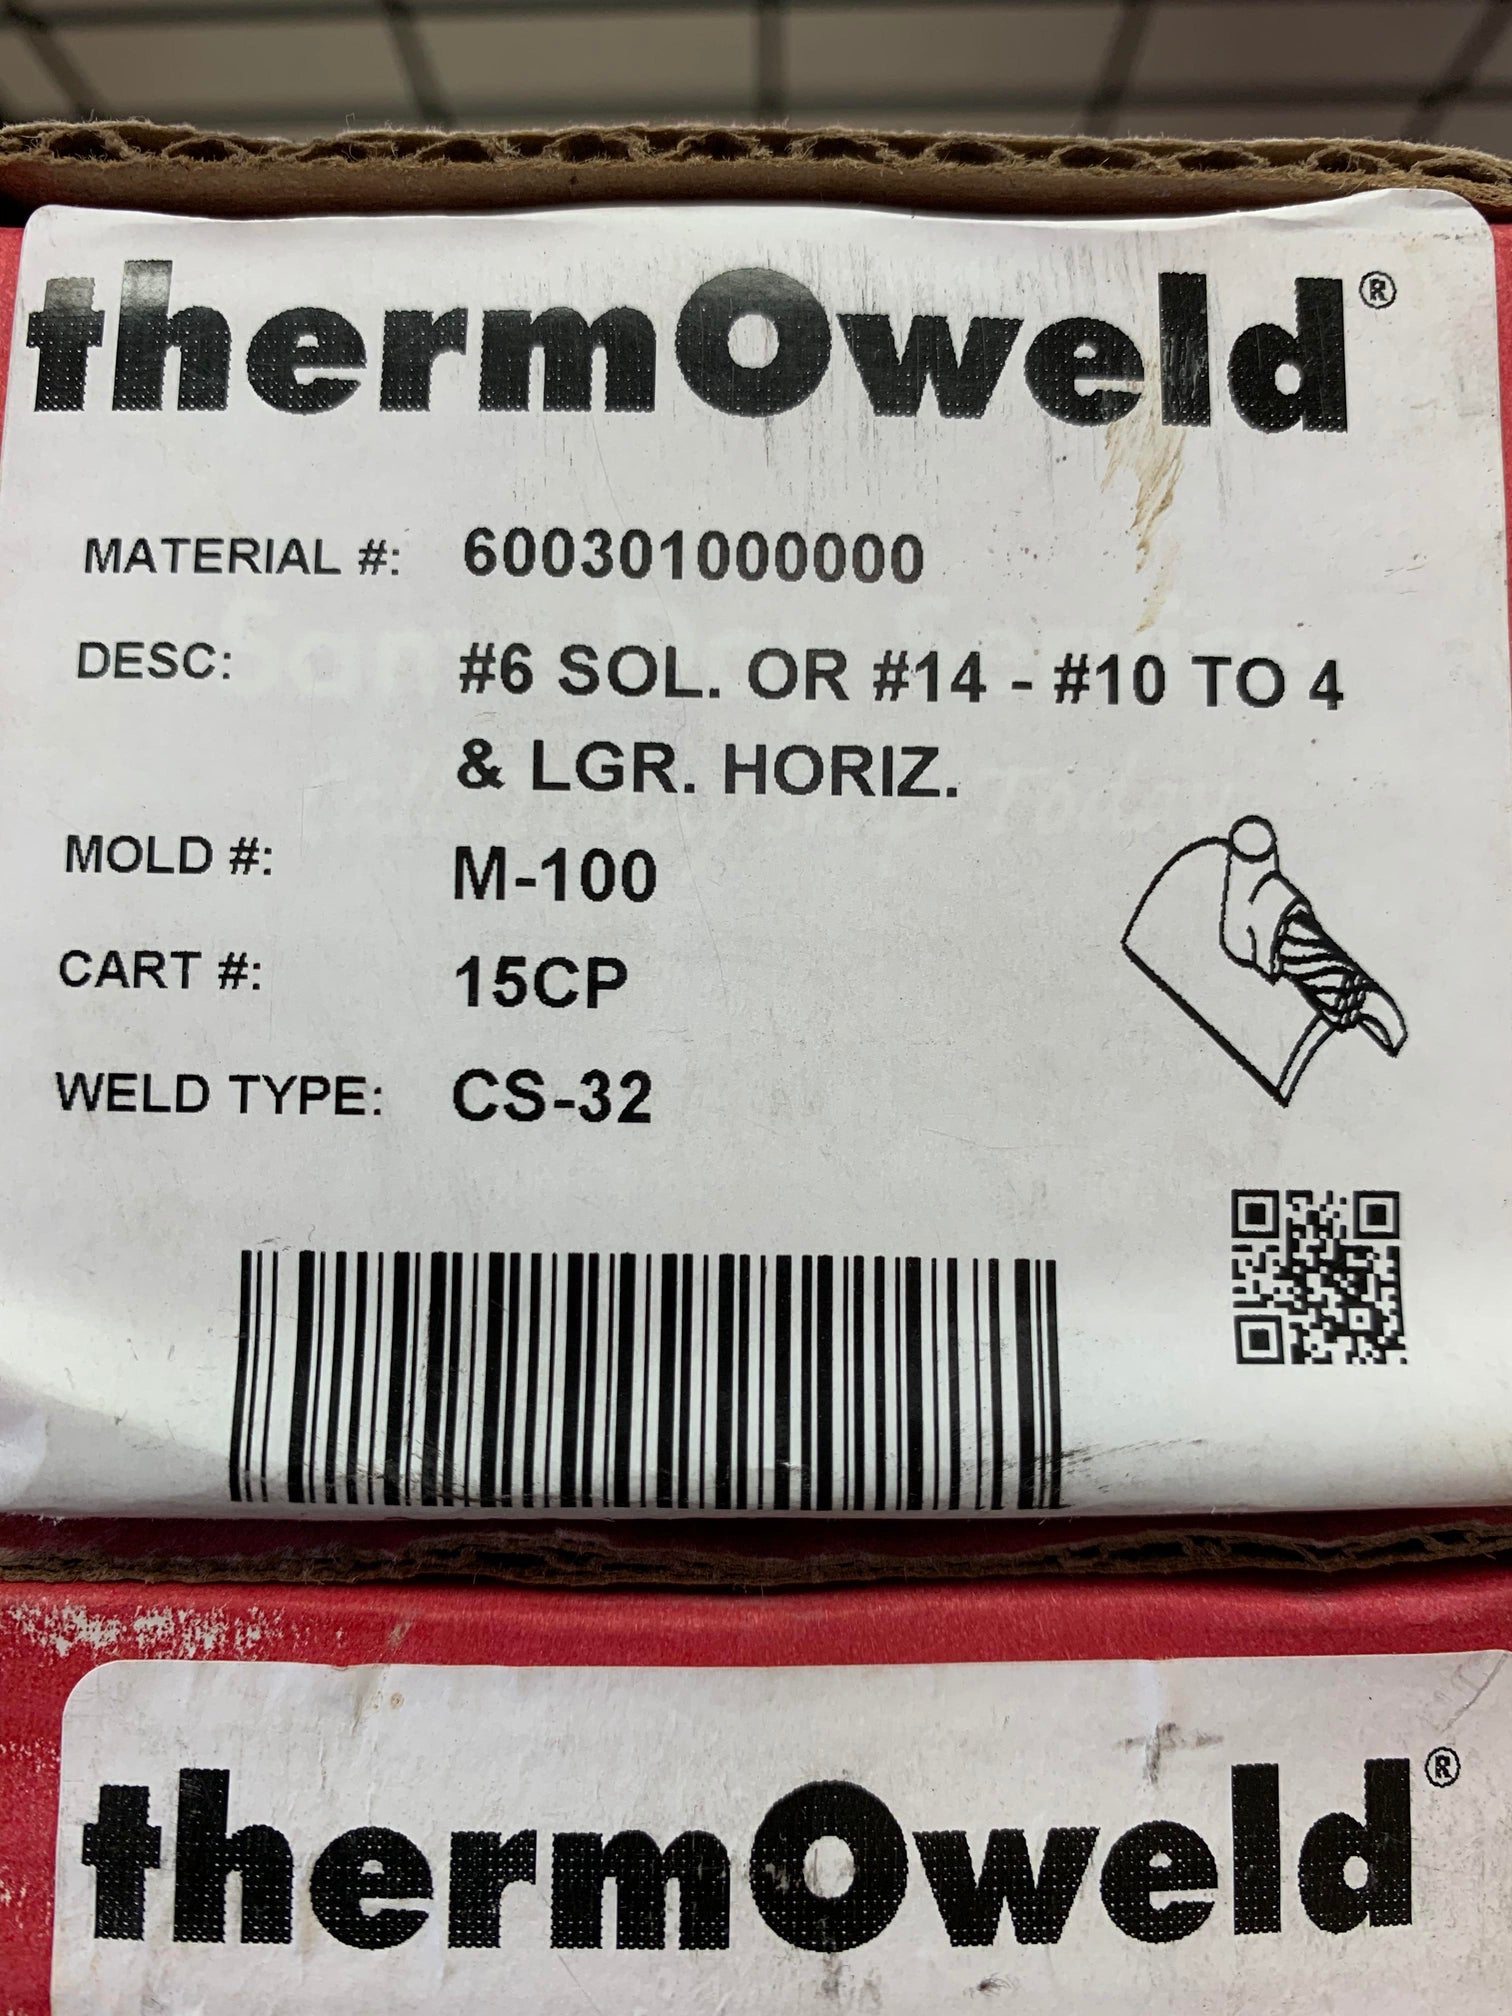 thermOweld®
MATERIAL #: 600301000000
DESC: #6 SOL. OR #14 - #10 TO 4
& LGR. HORIZ.
MOLD #: M-100
CART #: 15CP
WELD TYPE: CS-32
thermOweld®